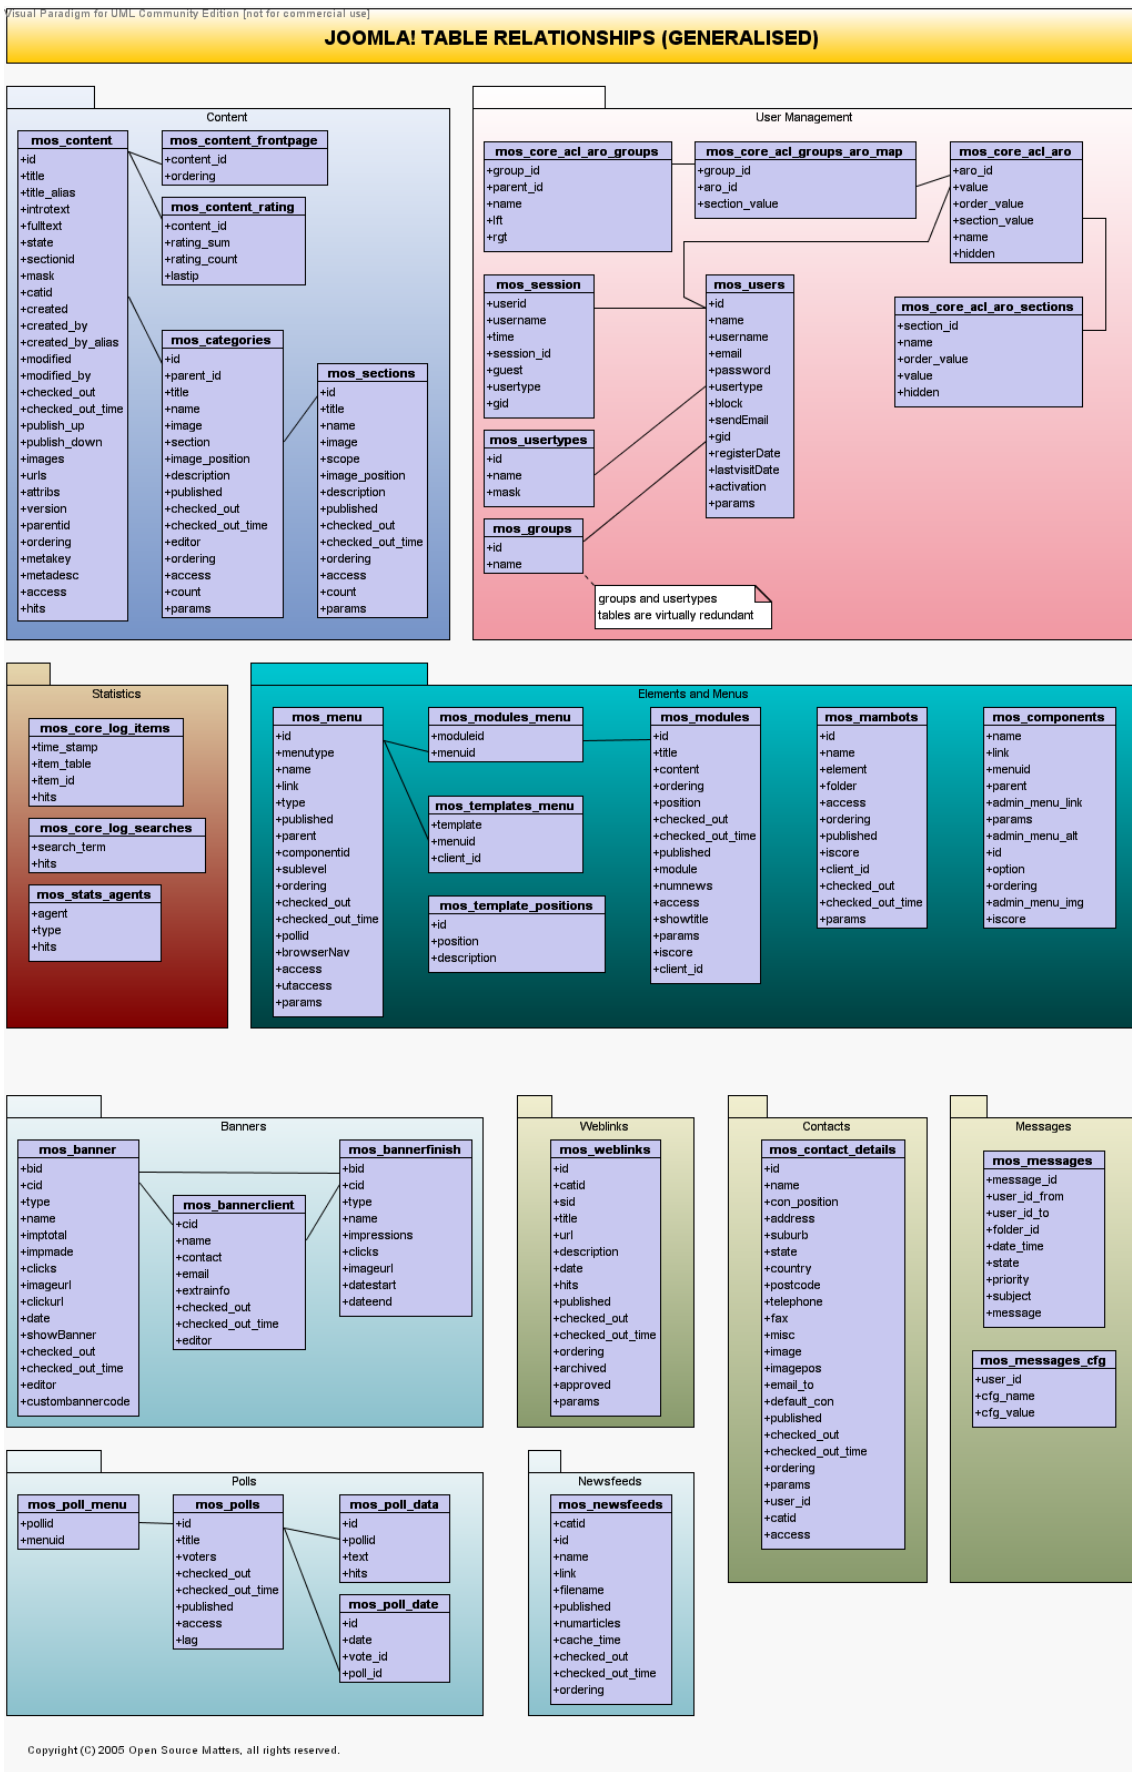 Visual Paradigm for UML Community Edition [not for commercial use]
JOOMLA! TABLE RELATIONSHIPS (GENERALISED)
Content
mos_content
+id
+title
+title_alias
+introtext
+fulltext
+state
+sectionid
+mask
+catid
+created
+created_by
+created_by_alias
+modified
+modified_by
+checked_out
+checked_out_time
+publish_up
+publish_down
+images
+urls
+attribs
+version
+parentid
+ordering
+metakey
+metadesc
+access
+hits
mos_content_frontpage
+content_id
+ordering
mos_content_rating
+content_id
+rating_sum
+rating_count
+lastip
mos_categories
+id
+parent_id
+title
+name
+image
+section
+image_position
+description
+published
+checked_out
+checked_out_time
+editor
+ordering
+access
+count
+params
mos_sections
+id
+title
+name
+image
+scope
+image_position
+description
+published
+checked_out
+checked_out_time
+ordering
+access
+count
+params
User Management
mos_core_acl_aro_groups
+group_id
+parent_id
+name
+lft
+rgt
mos_core_acl_groups_aro_map
+group_id
+aro_id
+section_value
mos_core_acl_aro
+aro_id
+value
+order_value
+section_value
+name
+hidden
mos_session
+userid
+username
+time
+session_id
+guest
+usertype
+gid
mos_users
+id
+name
+username
+email
+password
+usertype
+block
+sendEmail
+gid
+registerDate
+lastvisitDate
+activation
+params
mos_core_acl_aro_sections
+section_id
+name
+order_value
+value
+hidden
mos_usertypes
+id
+name
+mask
mos_groups
+id
+name
groups and usertypes
tables are virtually redundant
Statistics
mos_core_log_items
+time_stamp
+item_table
+item_id
+hits
mos_core_log_searches
+search_term
+hits
mos_stats_agents
+agent
+type
+hits
Elements and Menus
mos_menu
+id
+menutype
+name
+link
+type
+published
+parent
+componentid
+sublevel
+ordering
+checked_out
+checked_out_time
+pollid
+browserNav
+access
+utaccess
+params
mos_modules_menu
+moduleid
+menuid
mos_templates_menu
+template
+menuid
+client_id
mos_template_positions
+id
+position
+description
mos_modules
+id
+title
+content
+ordering
+position
+checked_out
+checked_out_time
+published
+module
+numnews
+access
+showtitle
+params
+iscore
+client_id
mos_mambots
+id
+name
+element
+folder
+access
+ordering
+published
+iscore
+client_id
+checked_out
+checked_out_time
+params
mos_components
+name
+link
+menuid
+parent
+admin_menu_link
+params
+admin_menu_alt
+id
+option
+ordering
+admin_menu_img
+iscore
Banners
mos_banner
+bid
+cid
+type
+name
+imptotal
+impmade
+clicks
+imageurl
+clickurl
+date
+showBanner
+checked_out
+checked_out_time
+editor
+custombannercode
mos_bannerclient
+cid
+name
+contact
+email
+extrainfo
+checked_out
+checked_out_time
+editor
mos_bannerfinish
+bid
+cid
+type
+name
+impressions
+clicks
+imageurl
+datestart
+dateend
Weblinks
mos_weblinks
+id
+catid
+sid
+title
+url
+description
+date
+hits
+published
+checked_out
+checked_out_time
+ordering
+archived
+approved
+params
Contacts
mos_contact_details
+id
+name
+con_position
+address
+suburb
+state
+country
+postcode
+telephone
+fax
+misc
+image
+imagepos
+email_to
+default_con
+published
+checked_out
+checked_out_time
+ordering
+params
+user_id
+catid
+access
Messages
mos_messages
+message_id
+user_id_from
+user_id_to
+folder_id
+date_time
+state
+priority
+subject
+message
mos_messages_cfg
+user_id
+cfg_name
+cfg_value
Polls
mos_poll_menu
+pollid
+menuid
mos_polls
+id
+title
+voters
+checked_out
+checked_out_time
+published
+access
+lag
mos_poll_data
+id
+pollid
+text
+hits
mos_poll_date
+id
+date
+vote_id
+poll_id
Newsfeeds
mos_newsfeeds
+catid
+id
+name
+link
+filename
+published
+numarticles
+cache_time
+checked_out
+checked_out_time
+ordering
Copyright (C) 2005 Open Source Matters, all rights reserved.